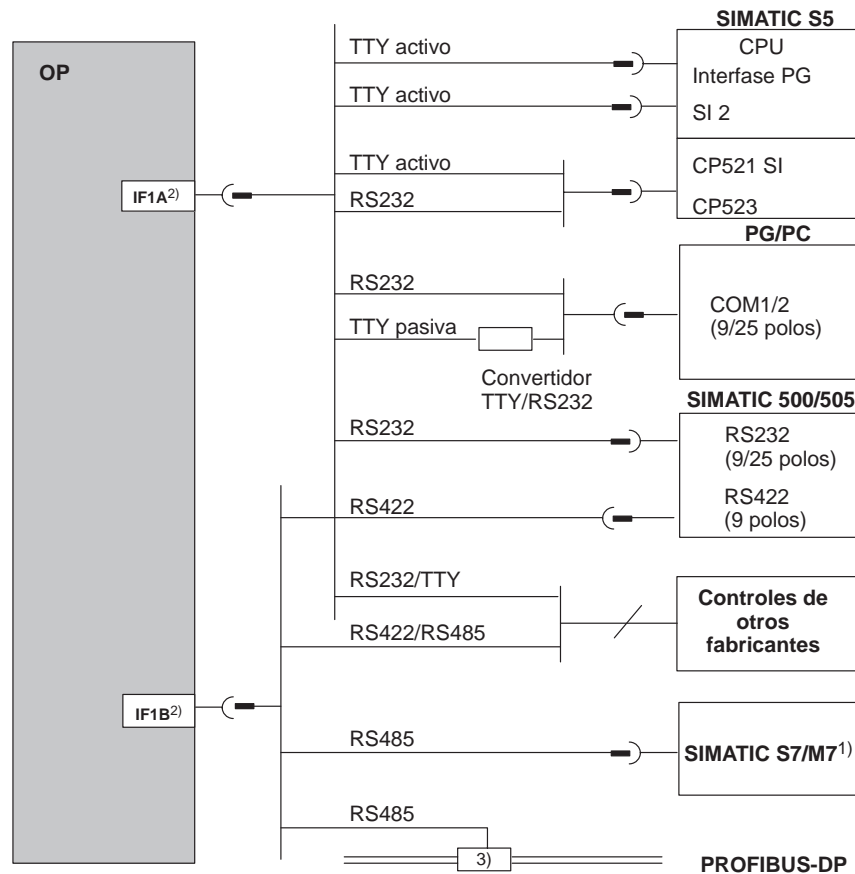 SIMATIC S5
OP
TTY activo
CPU
Interfase PG
TTY activo
SI 2
TTY activo
CP521 SI
IF1A2)
RS232
CP523
PG/PC
RS232
COM1/2
(9/25 polos)
TTY pasiva
Convertidor
TTY/RS232
SIMATIC 500/505
RS232
RS232
(9/25 polos)
RS422
RS422
(9 polos)
RS232/TTY
Controles de
otros
fabricantes
RS422/RS485
IF1B2)
RS485
SIMATIC S7/M71)
RS485
3)
PROFIBUS-DP